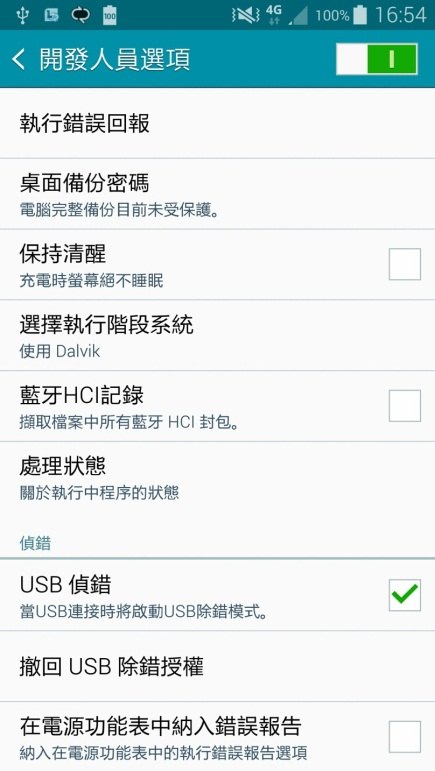 4G 100% 16:54
開發人員選項
執行錯誤回報
桌面備份密碼
電腦完整備份目前未受保護。
保持清醒
充電時螢幕絕不睡眠
選擇執行階段系統
使用 Dalvik
藍牙HCI記錄
擷取檔案中所有藍牙 HCI 封包。
處理狀態
關於執行中程序的狀態
偵錯
USB 偵錯
當USB連接時將啟動USB除錯模式。
撤回 USB 除錯授權
在電源功能表中納入錯誤報告
納入在電源功能表中的執行錯誤報告選項